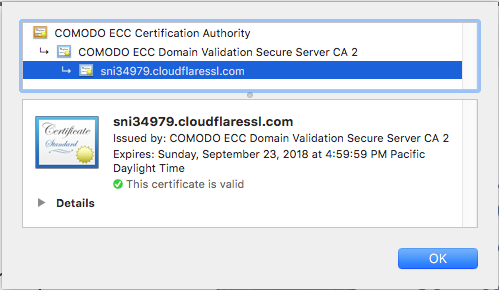 COMODO ECC Certification Authority
COMODO ECC Domain Validation Secure Server CA 2
sni34979.cloudflaressl.com
Certificate
Standard
sni34979.cloudflaressl.com
Issued by: COMODO ECC Domain Validation Secure Server CA 2
Expires: Sunday, September 23, 2018 at 4:59:59 PM Pacific
Daylight Time
This certificate is valid
Details
OK